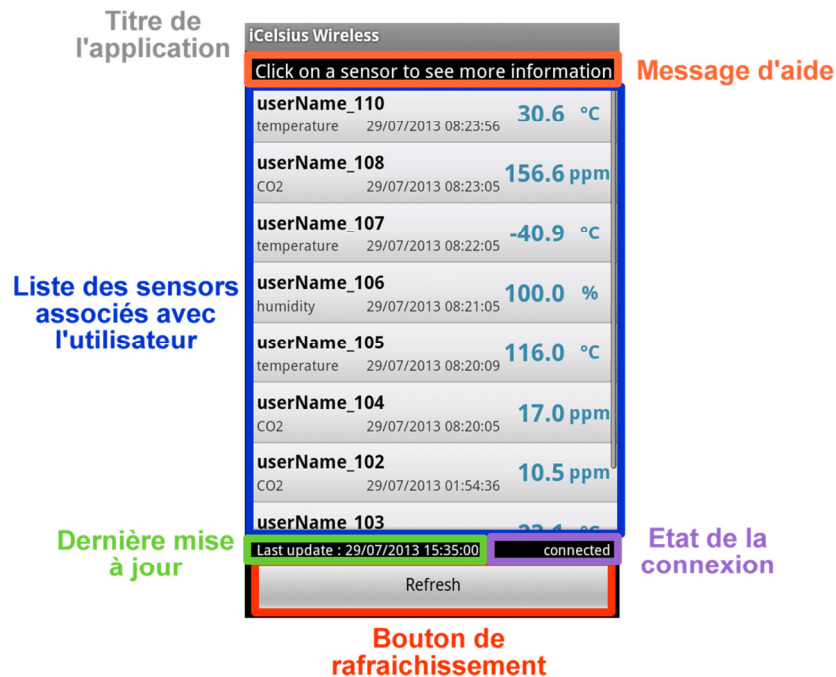 Titre de
l'application
iCelsius Wireless
Click on a sensor to see more information
Message d'aide
userName_110
temperature 29/07/2013 08:23:56
30.6 °C
userName_108
CO2 29/07/2013 08:23:05
156.6 ppm
userName_107
temperature 29/07/2013 08:22:05
-40.9 °C
Liste des sensors
associés avec
l'utilisateur
userName_106
humidity 29/07/2013 08:21:05
100.0 %
userName_105
temperature 29/07/2013 08:20:09
116.0 °C
userName_104
CO2 29/07/2013 08:20:05
17.0 ppm
userName_102
CO2 29/07/2013 01:54:36
10.5 ppm
userName_103
Dernière mise
à jour
Last update : 29/07/2013 15:35:00
connected
Etat de la
connexion
Refresh
Bouton de
rafraichissement